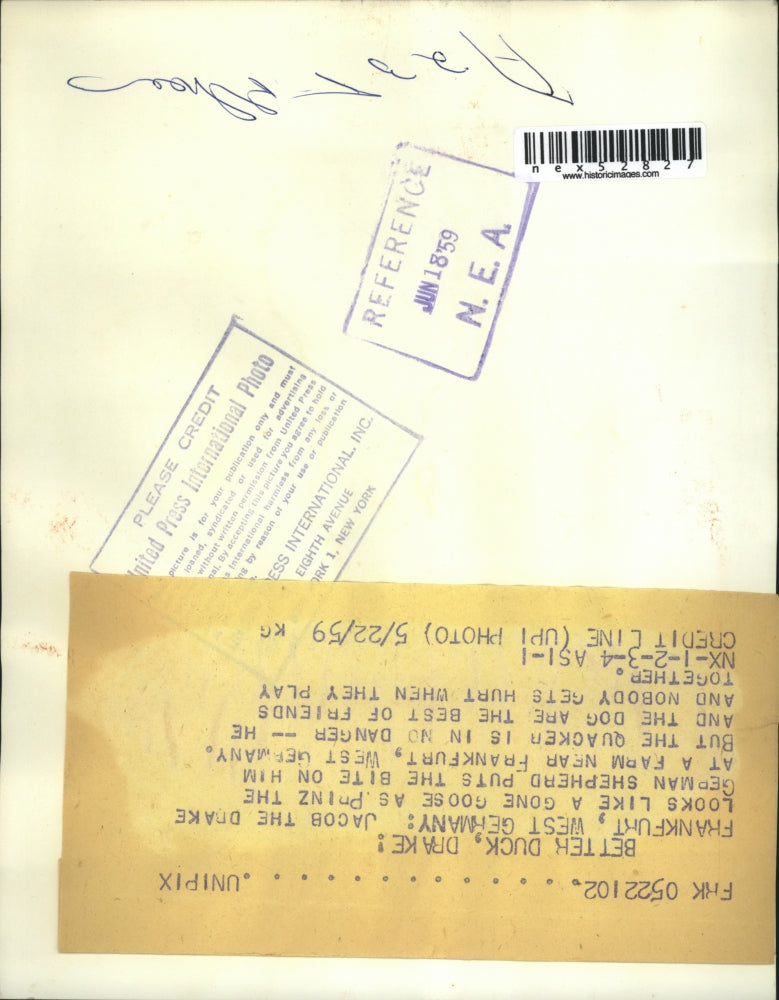 nex52827
www.historicimages.com
REFERENCE
JUN 18 '59
N. E. A.
PLEASE CREDIT
United Press International Photo
picture is for your publication only and must
loaned, syndicated or used for advertising
without written permission from United Press
By accepting this picture you agree to hold
International harmless from any loss or
by reason of your use or publication
ESS INTERNATIONAL, INC.
EIGHTH AVENUE
ORK 1, NEW YORK
FRK 0522102. . . . . . . . . . . . . . .UNIPIX
BETTER DUCK, DRAKE!
FRANKFURT, WEST GERMANY: JACOB THE DRAKE
LOOKS LIKE A GONE GOOSE AS PRINZ THE
GERMAN SHEPHERD PUTS THE BITE ON HIM
AT A FARM NEAR FRANKFURT, WEST GERMANY.
BUT THE QUACKER IS IN NO DANGER -- HE
AND THE DOG ARE THE BEST OF FRIENDS
AND NOBODY GETS HURT WHEN THEY PLAY
TOGETHER.
NX-1-2-3-4 ASI-1
CREDIT LINE (UPI PHOTO) 5/22/59 KG